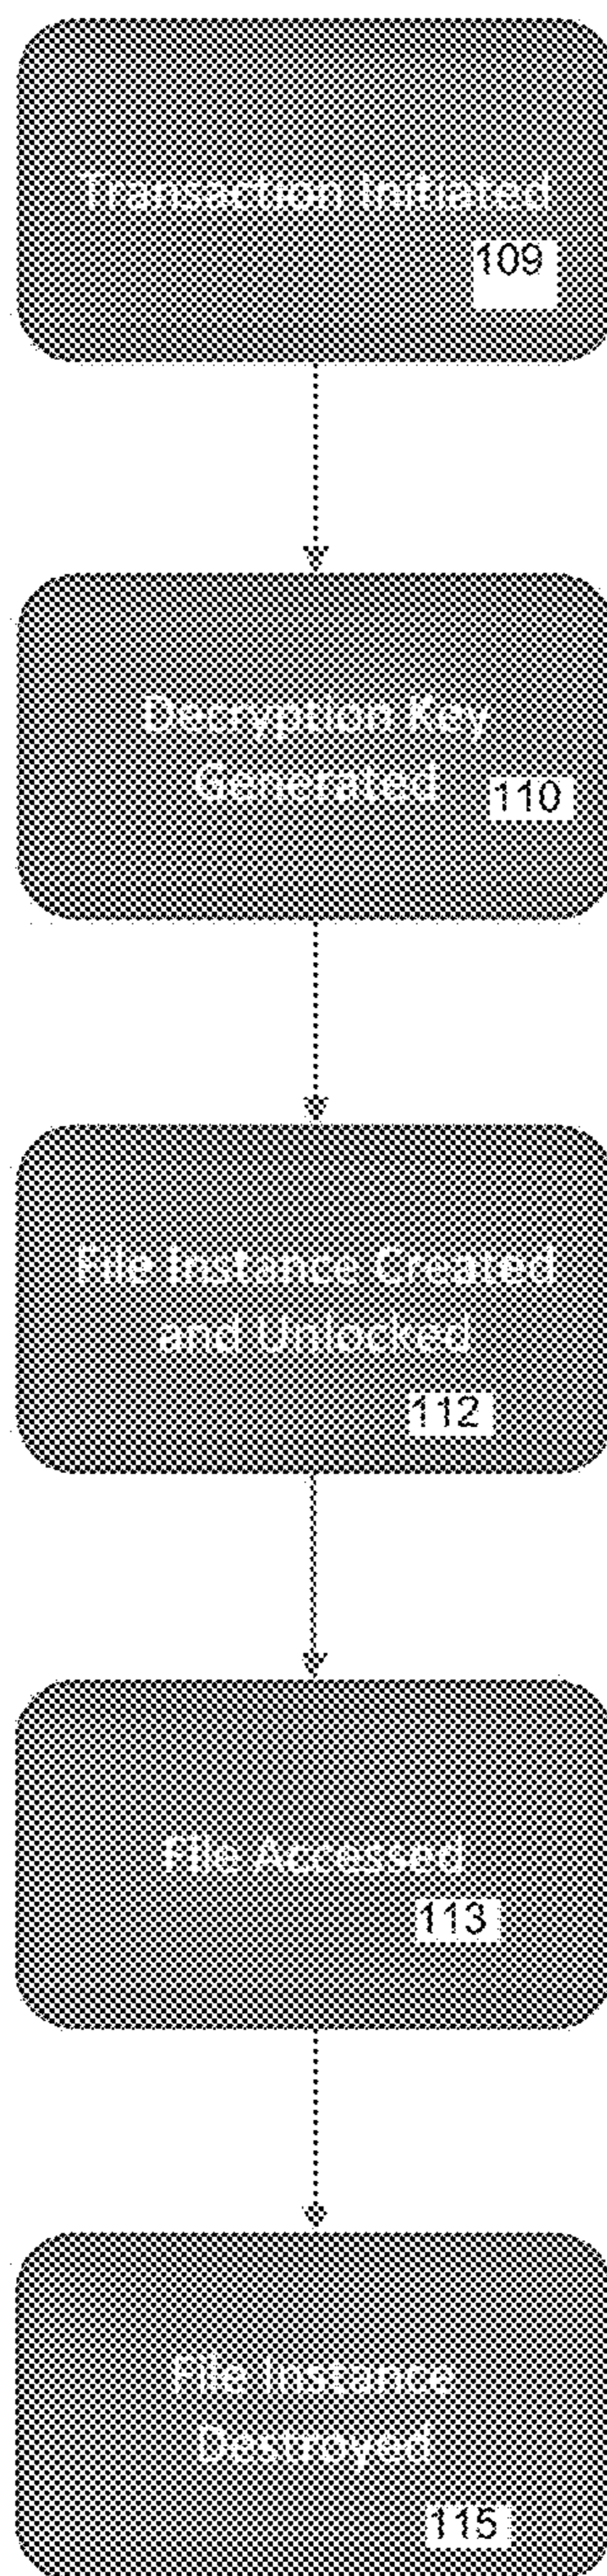 Transaction Initiated
109
Decryption Key
Generated
110
File Instance Created
and Unlocked
112
File Accessed
113
File Instance
Destroyed
115